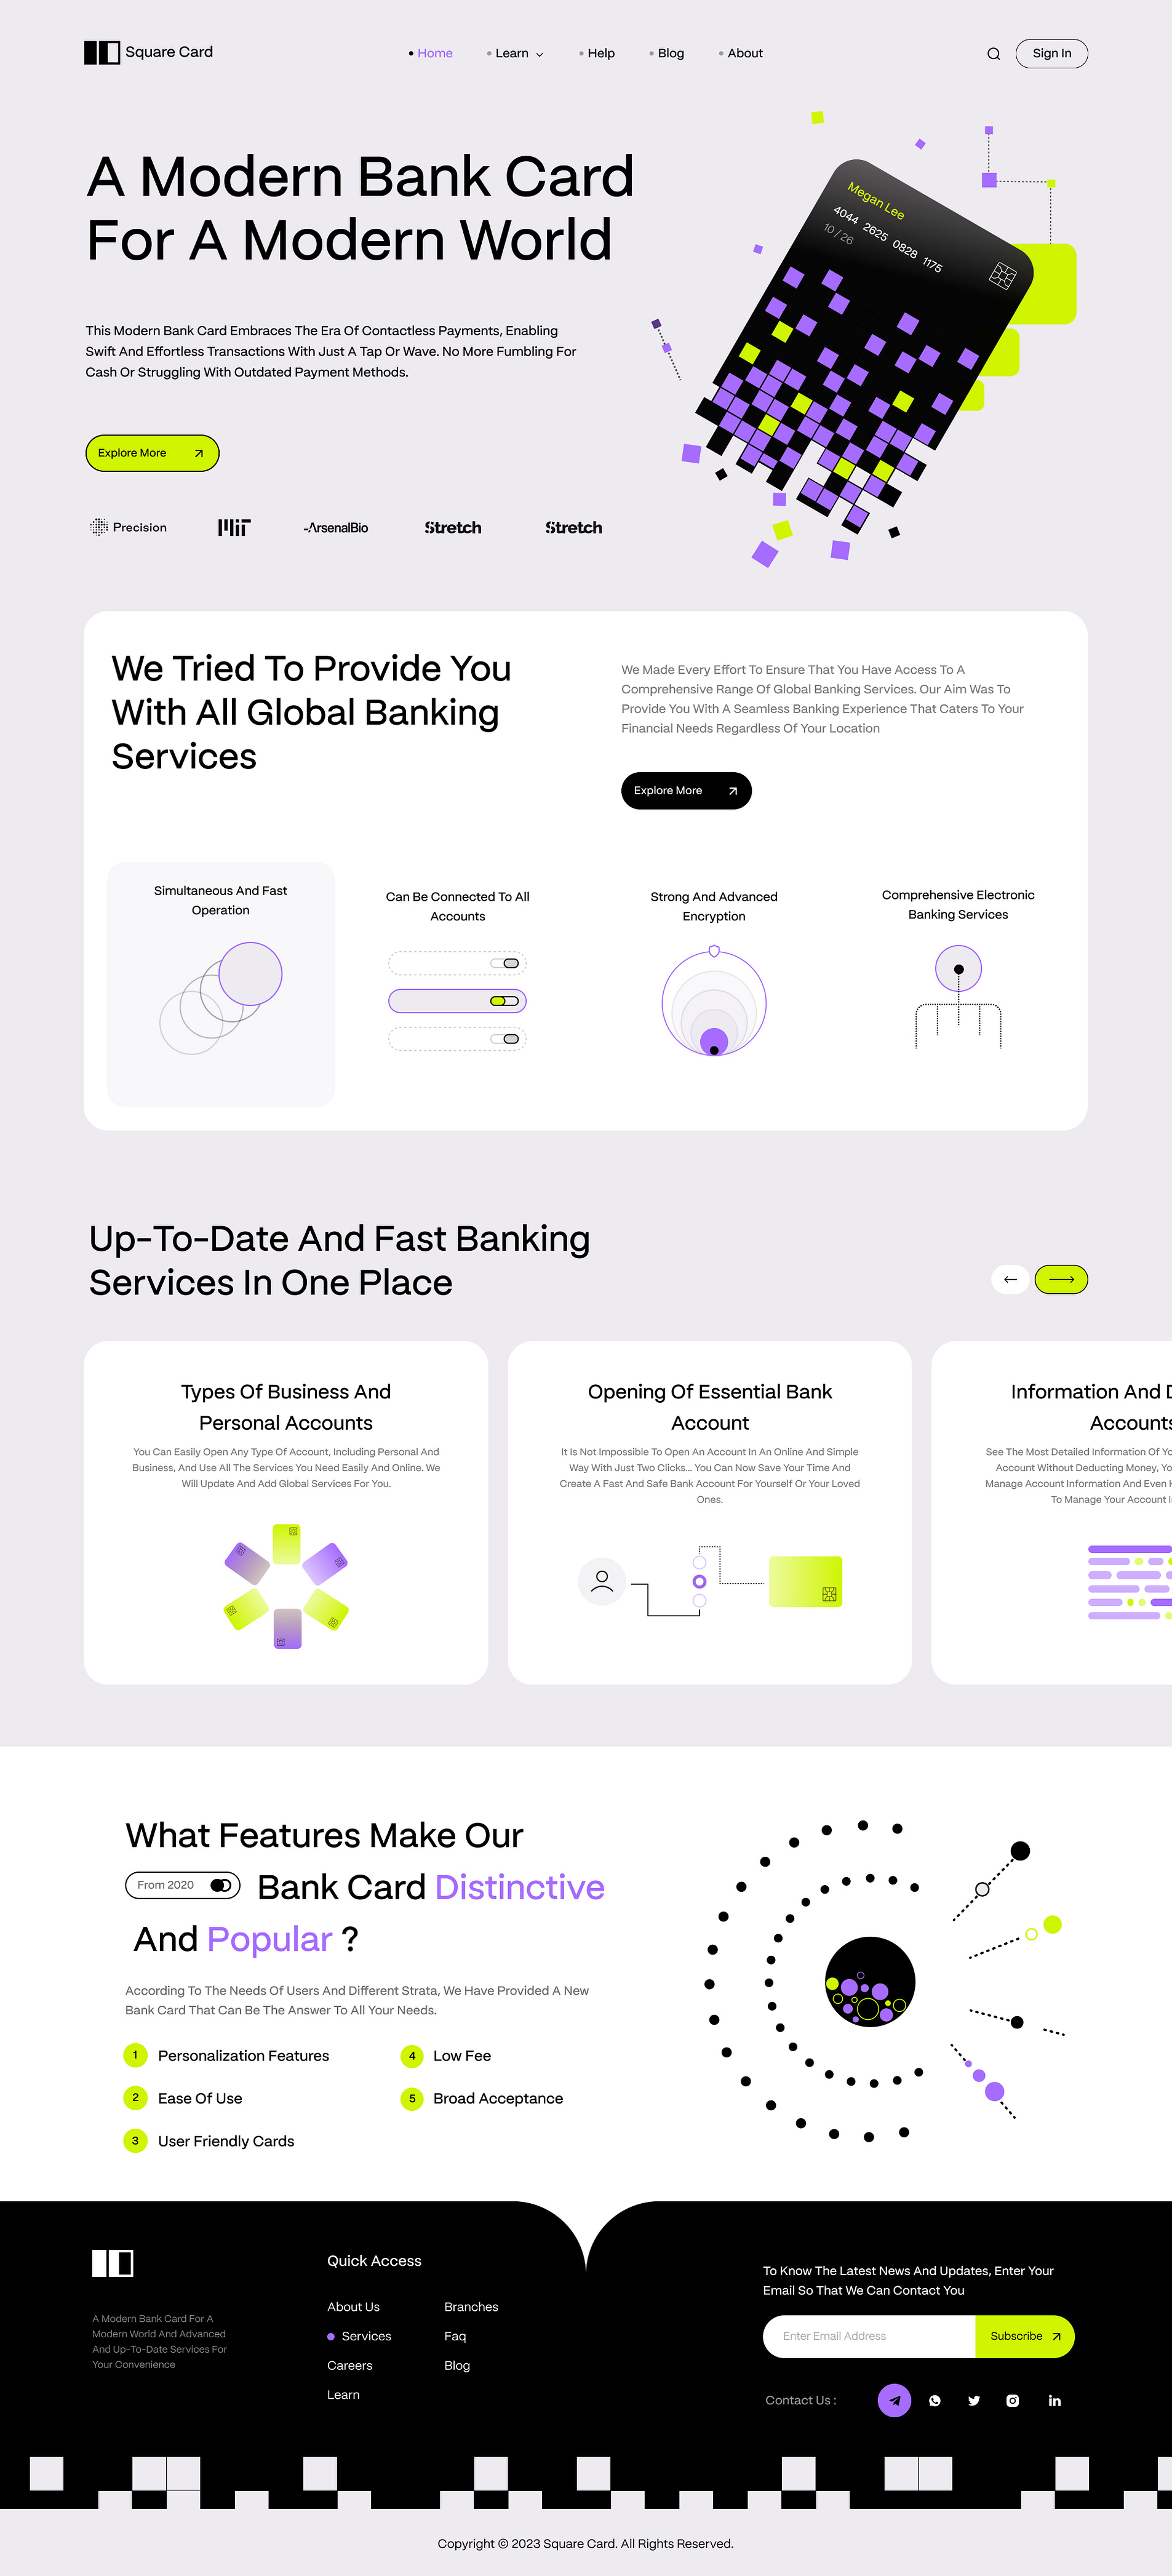 Square Card
Home
Learn
Help
Blog
About
Sign In
A Modern Bank Card
For A Modern World
Megan Lee
4044 2625 0828 1175
10 / 26
This Modern Bank Card Embraces The Era Of Contactless Payments, Enabling
Swift And Effortless Transactions With Just A Tap Or Wave. No More Fumbling For
Cash Or Struggling With Outdated Payment Methods.
Explore More
Precision
MIT
-ArsenalBio
Stretch
Stretch
We Tried To Provide You
With All Global Banking
Services
We Made Every Effort To Ensure That You Have Access To A
Comprehensive Range Of Global Banking Services. Our Aim Was To
Provide You With A Seamless Banking Experience That Caters To Your
Financial Needs Regardless Of Your Location
Explore More
Simultaneous And Fast
Operation
Can Be Connected To All
Accounts
Strong And Advanced
Encryption
Comprehensive Electronic
Banking Services
Up-To-Date And Fast Banking
Services In One Place
Types Of Business And
Personal Accounts
You Can Easily Open Any Type Of Account, Including Personal And
Business, And Use All The Services You Need Easily And Online. We
Will Update And Add Global Services For You.
Opening Of Essential Bank
Account
It Is Not Impossible To Open An Account In An Online And Simple
Way With Just Two Clicks... You Can Now Save Your Time And
Create A Fast And Safe Bank Account For Yourself Or Your Loved
Ones.
Information And
Accounts
See The Most Detailed Information Of
Account Without Deducting Money,
Manage Account Information And Even
To Manage Your Account
What Features Make Our
From 2020
Bank Card Distinctive
And Popular ?
According To The Needs Of Users And Different Strata, We Have Provided A New
Bank Card That Can Be The Answer To All Your Needs.
1 Personalization Features
2 Ease Of Use
3 User Friendly Cards
4 Low Fee
5 Broad Acceptance
A Modern Bank Card For A
Modern World And Advanced
And Up-To-Date Services For
Your Convenience
Quick Access
About Us
Services
Careers
Learn
Branches
Faq
Blog
To Know The Latest News And Updates, Enter Your
Email So That We Can Contact You
Enter Email Address
Subscribe
Contact Us :
in
Copyright © 2023 Square Card. All Rights Reserved.